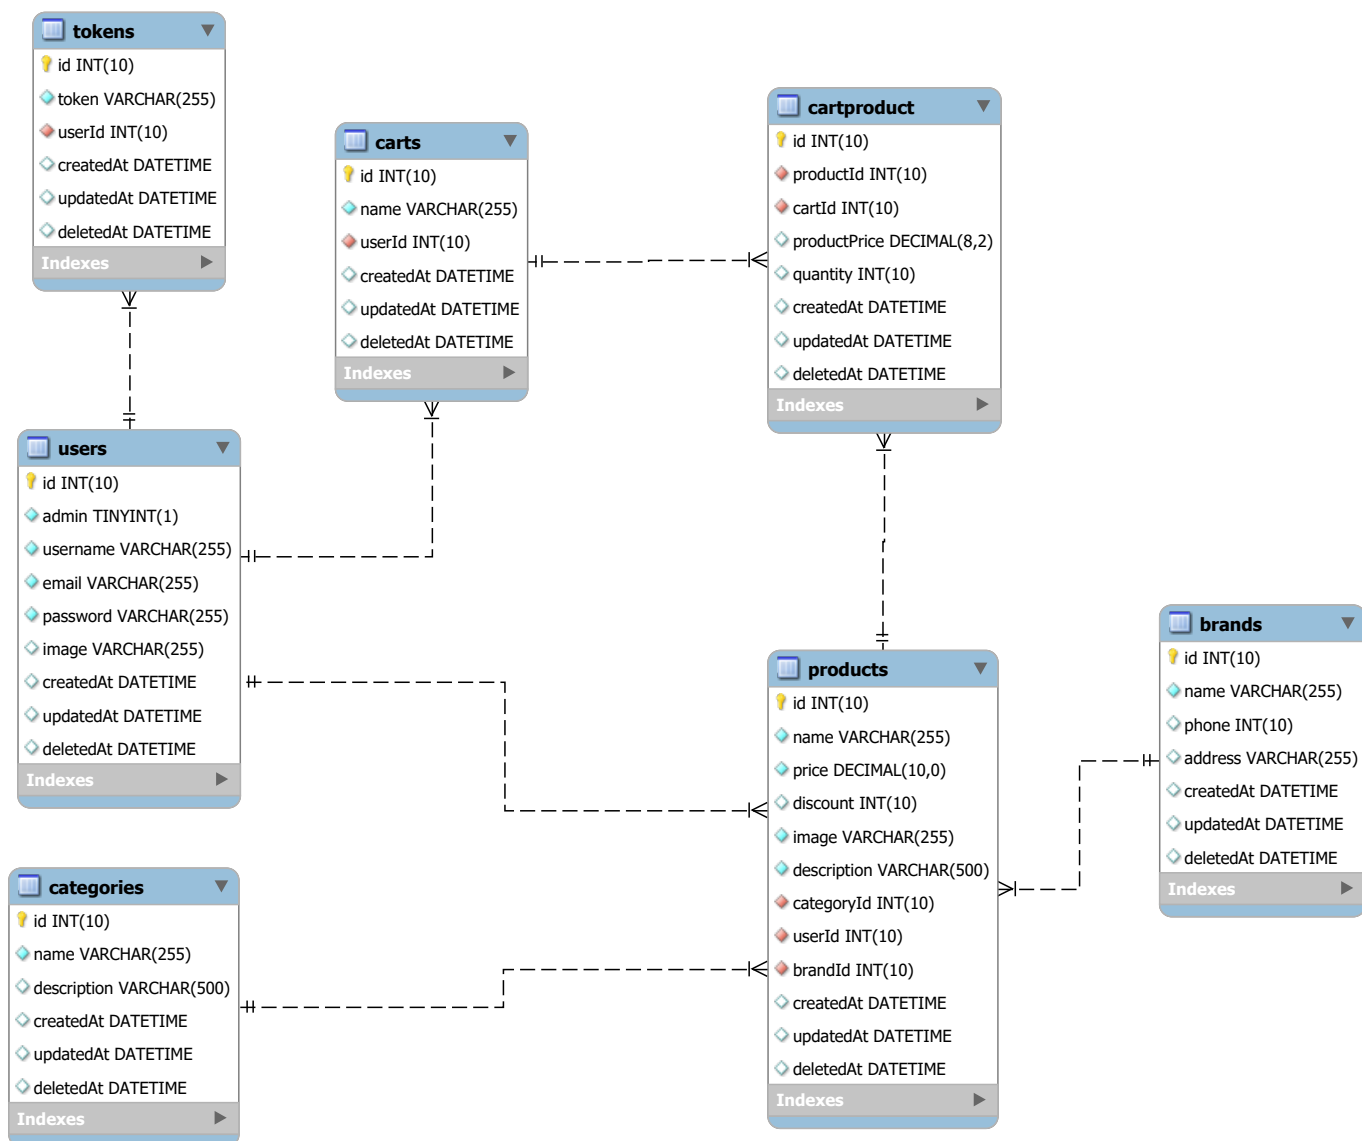 tokens
id INT(10)
token VARCHAR(255)
userId INT(10)
createdAt DATETIME
updatedAt DATETIME
deletedAt DATETIME
Indexes
carts
id INT(10)
name VARCHAR(255)
userId INT(10)
createdAt DATETIME
updatedAt DATETIME
deletedAt DATETIME
Indexes
cartproduct
id INT(10)
productId INT(10)
cartId INT(10)
productPrice DECIMAL(8,2)
quantity INT(10)
createdAt DATETIME
updatedAt DATETIME
deletedAt DATETIME
Indexes
users
id INT(10)
admin TINYINT(1)
username VARCHAR(255)
email VARCHAR(255)
password VARCHAR(255)
image VARCHAR(255)
createdAt DATETIME
updatedAt DATETIME
deletedAt DATETIME
Indexes
products
id INT(10)
name VARCHAR(255)
price DECIMAL(10,0)
discount INT(10)
image VARCHAR(255)
description VARCHAR(500)
categoryId INT(10)
userId INT(10)
brandId INT(10)
createdAt DATETIME
updatedAt DATETIME
deletedAt DATETIME
Indexes
brands
id INT(10)
name VARCHAR(255)
phone INT(10)
address VARCHAR(255)
createdAt DATETIME
updatedAt DATETIME
deletedAt DATETIME
Indexes
categories
id INT(10)
name VARCHAR(255)
description VARCHAR(500)
createdAt DATETIME
updatedAt DATETIME
deletedAt DATETIME
Indexes